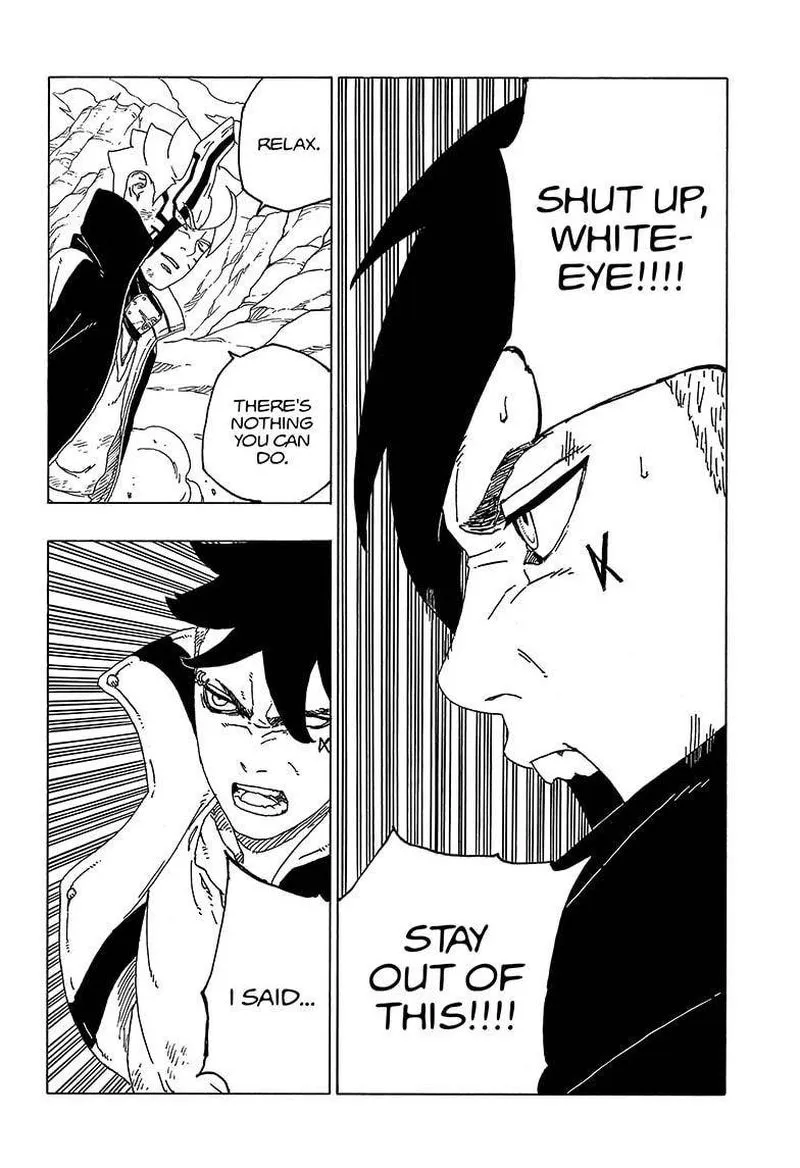 SHUT UP,
WHITE-
EYE!!!!
STAY
OUT OF
THIS!!!!
RELAX.
THERE'S
NOTHING
YOU CAN
DO.
I SAID...